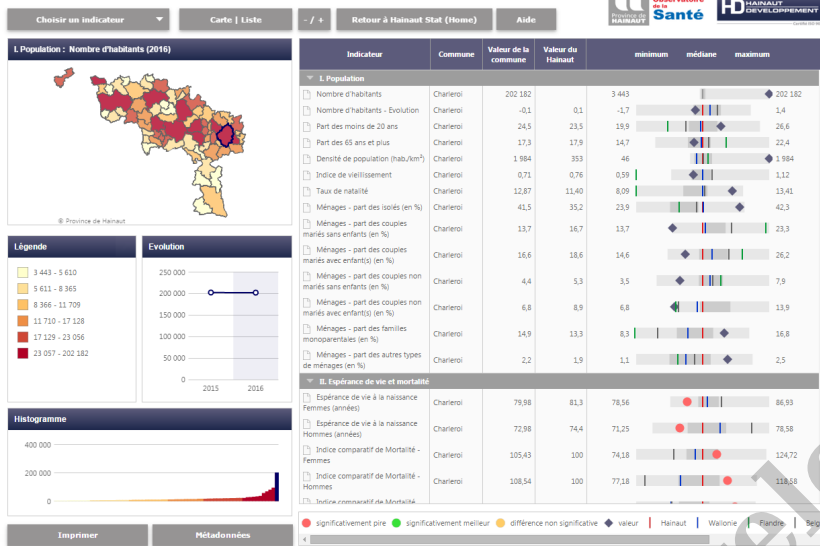 Choisir un indicateur
Carte | Liste
- / +
Retour à Hainaut Stat (Home)
Aide
Province de
HAINAUT
Observatoire
de la
Santé
HAINAUT
DEVELOPPEMENT
I. Population : Nombre d'habitants (2016)
© Province de Hainaut
Légende
3 443 - 5 610
5 611 - 8 365
8 366 - 11 709
11 710 - 17 128
17 129 - 23 056
23 057 - 202 182
Evolution
250 000
200 000
150 000
100 000
50 000
0
2015 2016
Histogramme
400 000
200 000
0
Imprimer
Métadonnées
Indicateur Commune Valeur de la commune Valeur du Hainaut minimum médiane maximum
I. Population
Nombre d'habitants Charleroi 202 182 3 443 202 182
Nombre d'habitants - Evolution Charleroi -0,1 0,1 -1,7 1,4
Part des moins de 20 ans Charleroi 24,5 23,5 19,9 26,6
Part des 65 ans et plus Charleroi 17,3 17,9 14,7 22,4
Densité de population (hab./km²) Charleroi 1 984 353 46 1 984
Indice de vieillissement Charleroi 0,71 0,76 0,59 1,12
Taux de natalité Charleroi 12,87 11,40 8,09 13,41
Ménages - part des isolés (en %) Charleroi 41,5 35,2 23,9 42,3
Ménages - part des couples
mariés sans enfants (en %) Charleroi 13,7 16,7 13,7 23,3
Ménages - part des couples
mariés avec enfant(s) (en %) Charleroi 16,6 18,6 14,6 26,2
Ménages - part des couples non
mariés sans enfants (en %) Charleroi 4,4 5,3 3,5 7,9
Ménages - part des couples non
mariés avec enfant(s) (en %) Charleroi 6,8 8,9 6,8 13,9
Ménages - part des familles
monoparentales (en %) Charleroi 14,9 13,3 8,3 16,8
Ménages - part des autres types
de ménages (en %) Charleroi 2,2 1,9 1,1 2,5
II. Espérance de vie et mortalité
Espérance de vie à la naissance
Femmes (années) Charleroi 79,98 81,3 78,56 86,93
Espérance de vie à la naissance
Hommes (années) Charleroi 72,98 74,4 71,25 78,58
Indice comparatif de Mortalité -
Femmes Charleroi 105,43 100 74,18 124,72
Indice comparatif de Mortalité -
Hommes Charleroi 108,54 100 77,18 118,58
Indice comparatif de Mortalité
significativement pire significativement meilleur différence non significative valeur Hainaut Wallonie Flandre Belg